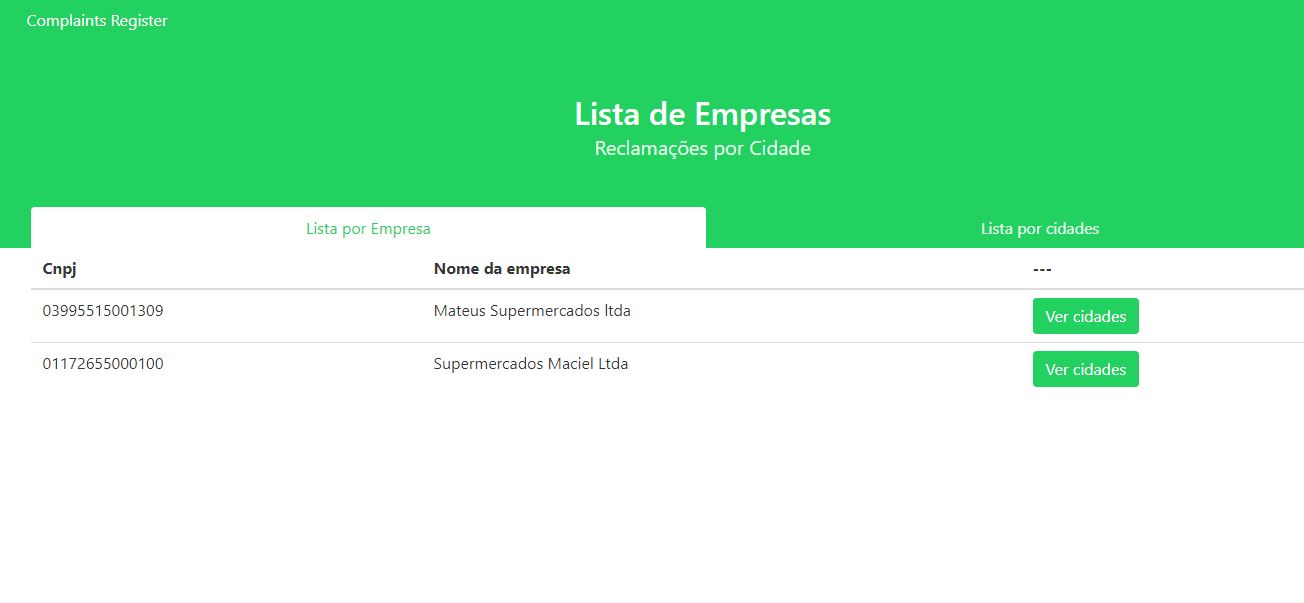 Complaints Register
Lista de Empresas
Reclamações por Cidade
Lista por Empresa
Lista por cidades
Cnpj Nome da empresa ---
03995515001309 Mateus Supermercados ltda Ver cidades
01172655000100 Supermercados Maciel Ltda Ver cidades